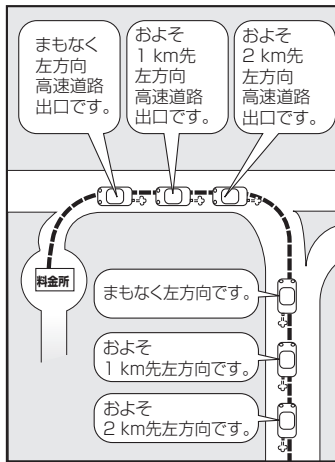 まもなく
左方向
高速道路
出口です。
およそ
1 km先
左方向
高速道路
出口です。
およそ
2 km先
左方向
高速道路
出口です。
料金所
まもなく左方向です。
およそ
1 km先左方向です。
およそ
2 km先左方向です。